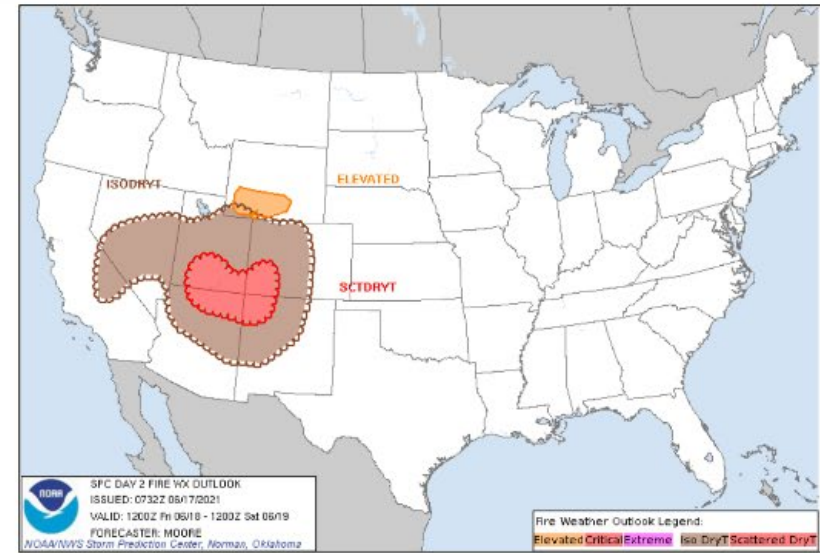 ISODRYT
ELEVATED
SCTDRYT
NOAA
SPC DAY 2 FIRE WX OUTLOOK
ISSUED: 0732Z 06/17/2021
VALID: 1200Z Fri 06/18 - 1200Z Sat 06/19
FORECASTER: MOORE
NOAA/NWS Storm Prediction Center, Norman, Oklahoma
Fire Weather Outlook Legend:
Elevated Critical Extreme Iso DryT Scattered DryT